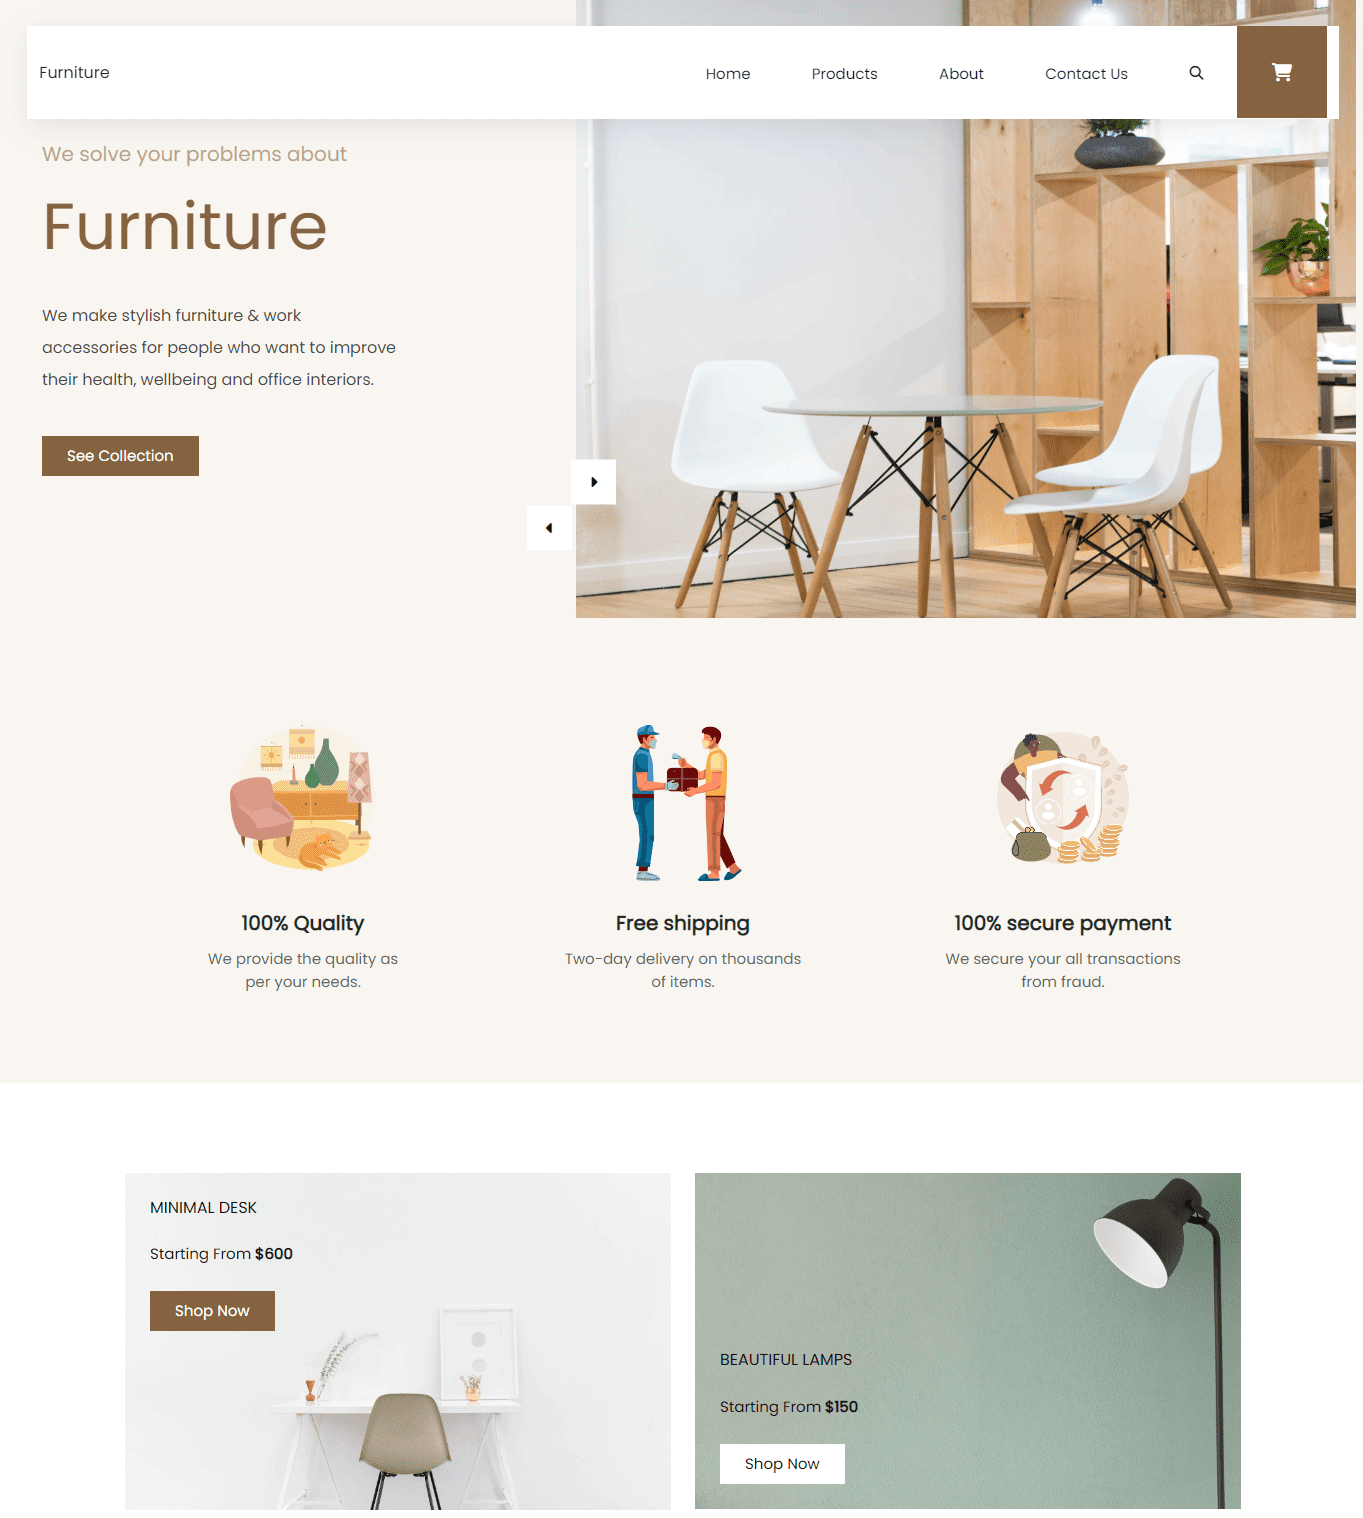 Furniture
Home
Products
About
Contact Us
We solve your problems about
Furniture
We make stylish furniture & work
accessories for people who want to improve
their health, wellbeing and office interiors.
See Collection
100% Quality
We provide the quality as
per your needs.
Free shipping
Two-day delivery on thousands
of items.
100% secure payment
We secure your all transactions
from fraud.
MINIMAL DESK
Starting From $600
Shop Now
BEAUTIFUL LAMPS
Starting From $150
Shop Now